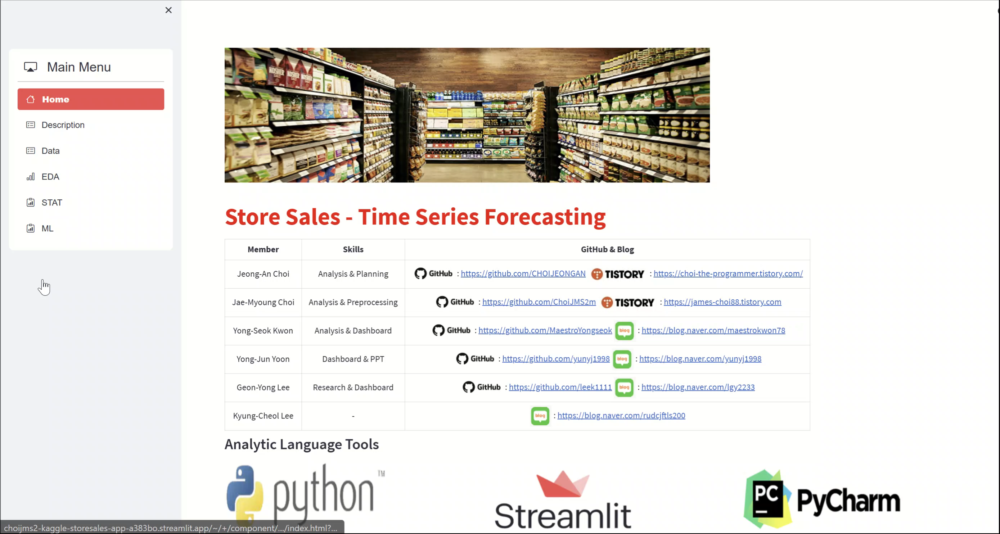 Main Menu
Home
Description
Data
EDA
STAT
ML
Store Sales - Time Series Forecasting
Member Skills GitHub & Blog
Jeong-An Choi Analysis & Planning GitHub : https://github.com/CHOIJEONGAN TISTORY : https://choi-the-programmer.tistory.com/
Jae-Myoung Choi Analysis & Preprocessing GitHub : https://github.com/ChoiJMS2m TISTORY : https://james-choi88.tistory.com
Yong-Seok Kwon Analysis & Dashboard GitHub : https://github.com/MaestroYongseok blog : https://blog.naver.com/maestrokwon78
Yong-Jun Yoon Dashboard & PPT GitHub : https://github.com/yunyj1998 blog : https://blog.naver.com/yunyj1998
Geon-Yong Lee Research & Dashboard GitHub : https://github.com/leek1111 blog : https://blog.naver.com/lgy2233
Kyung-Cheol Lee - blog : https://blog.naver.com/rudcjftls200
Analytic Language Tools
python TM
Streamlit
PC PyCharm
choijms2-kaggle-storesales-app-a383bo.streamlit.app/~/+/component/.../index.html?...